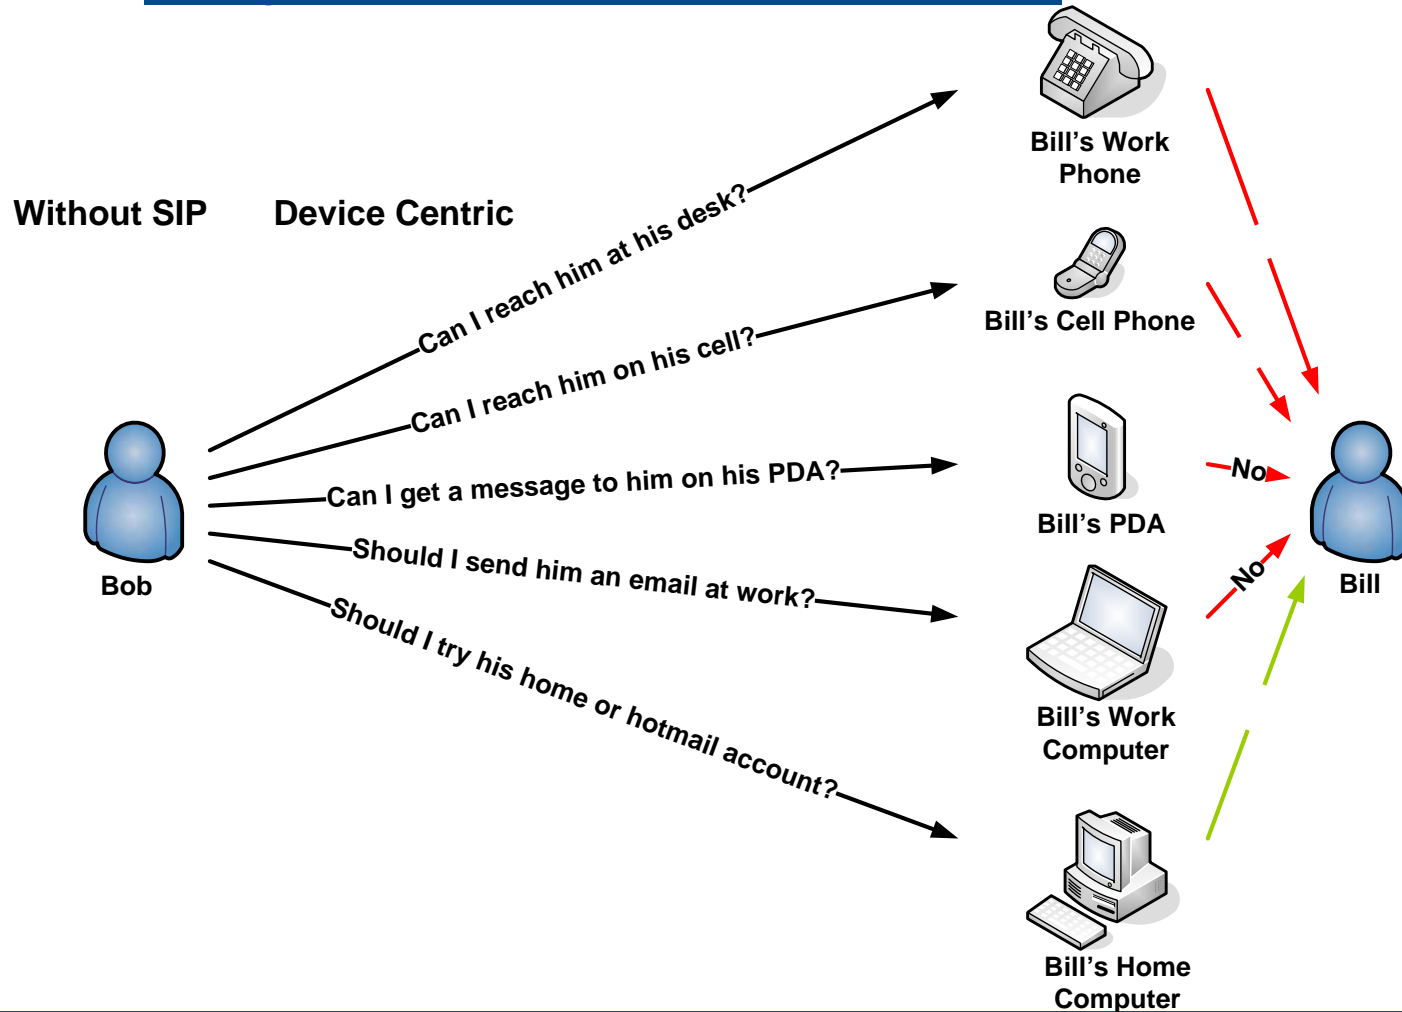 Without SIP
Device Centric
Can I reach him at his desk?
Can I reach him on his cell?
Can I get a message to him on his PDA?
Should I send him an email at work?
Should I try his home or hotmail account?
Bob
Bill's Work
Phone
Bill's Cell Phone
Bill's PDA
Bill's Work
Computer
Bill's Home
Computer
No
No
Bill